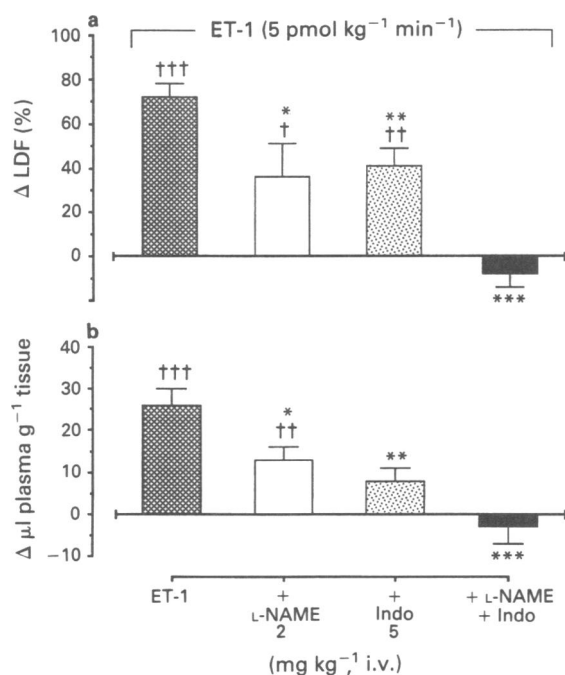 a
ET-1 (5 pmol kg⁻¹ min⁻¹)
Δ LDF (%)
100
80
60
40
20
0
†††
*
†
**
††
***
b
Δ µl plasma g⁻¹ tissue
40
30
20
10
0
−10
†††
*
††
**
***
ET-1
+
L-NAME
2
+
Indo
5
+ L-NAME
+ Indo
(mg kg⁻¹, i.v.)